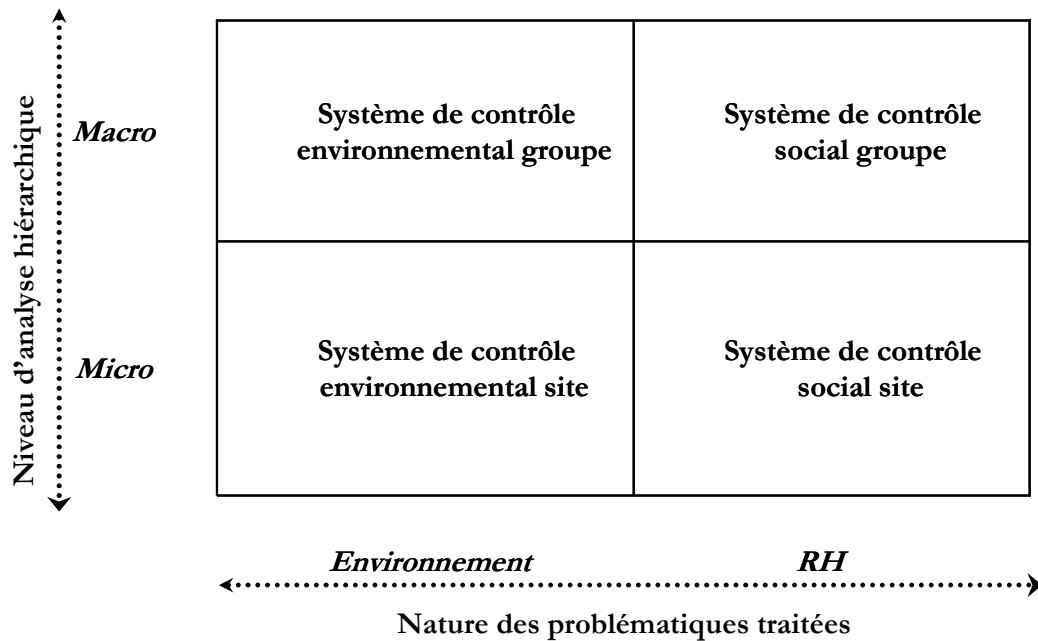 Niveau d'analyse hiérarchique
Macro
Système de contrôle
environnemental groupe
Système de contrôle
social groupe
Micro
Système de contrôle
environnemental site
Système de contrôle
social site
Environnement
RH
Nature des problématiques traitées